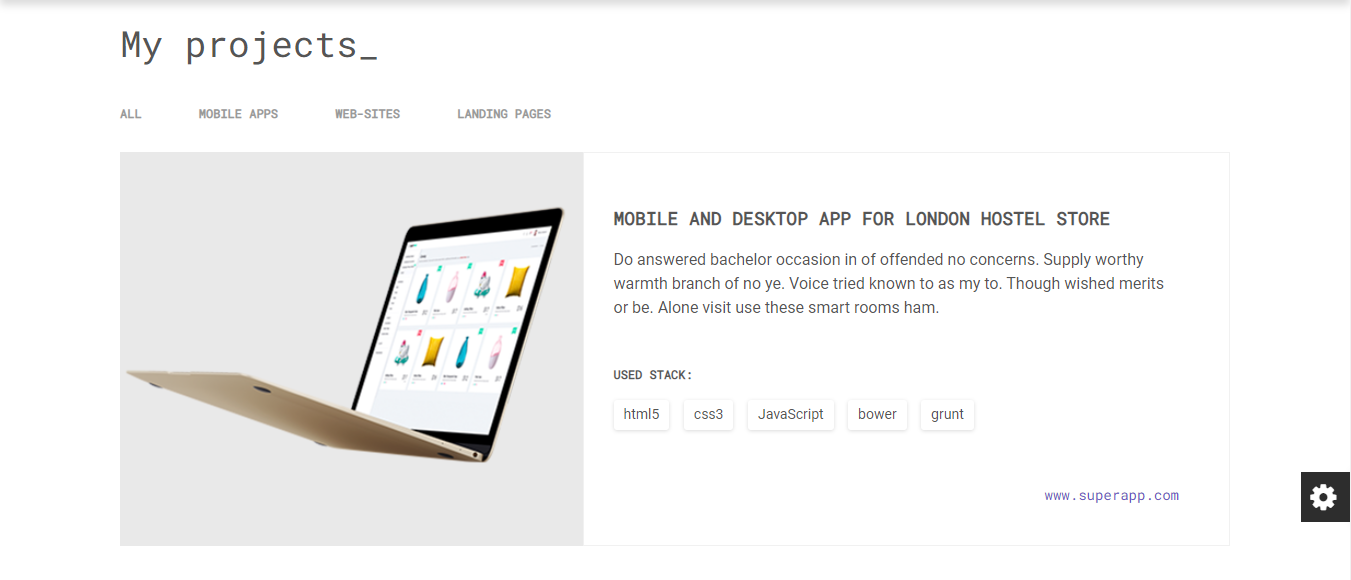 My projects_
ALL MOBILE APPS WEB-SITES LANDING PAGES
MOBILE AND DESKTOP APP FOR LONDON HOSTEL STORE
Do answered bachelor occasion in of offended no concerns. Supply worthy
warmth branch of no ye. Voice tried known to as my to. Though wished merits
or be. Alone visit use these smart rooms ham.
USED STACK:
html5 css3 JavaScript bower grunt
www.superapp.com